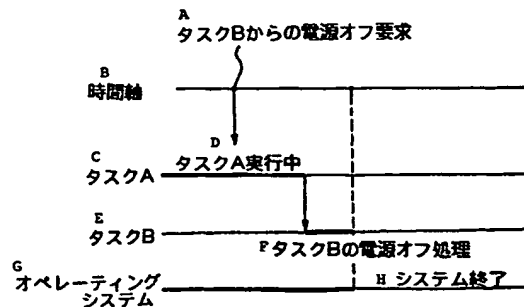 A
タスクBからの電源オフ要求
B
時間軸
D
タスクA実行中
C
タスクA
E
タスクB
F タスクBの電源オフ処理
G
オペレーティング
システム
H システム終了